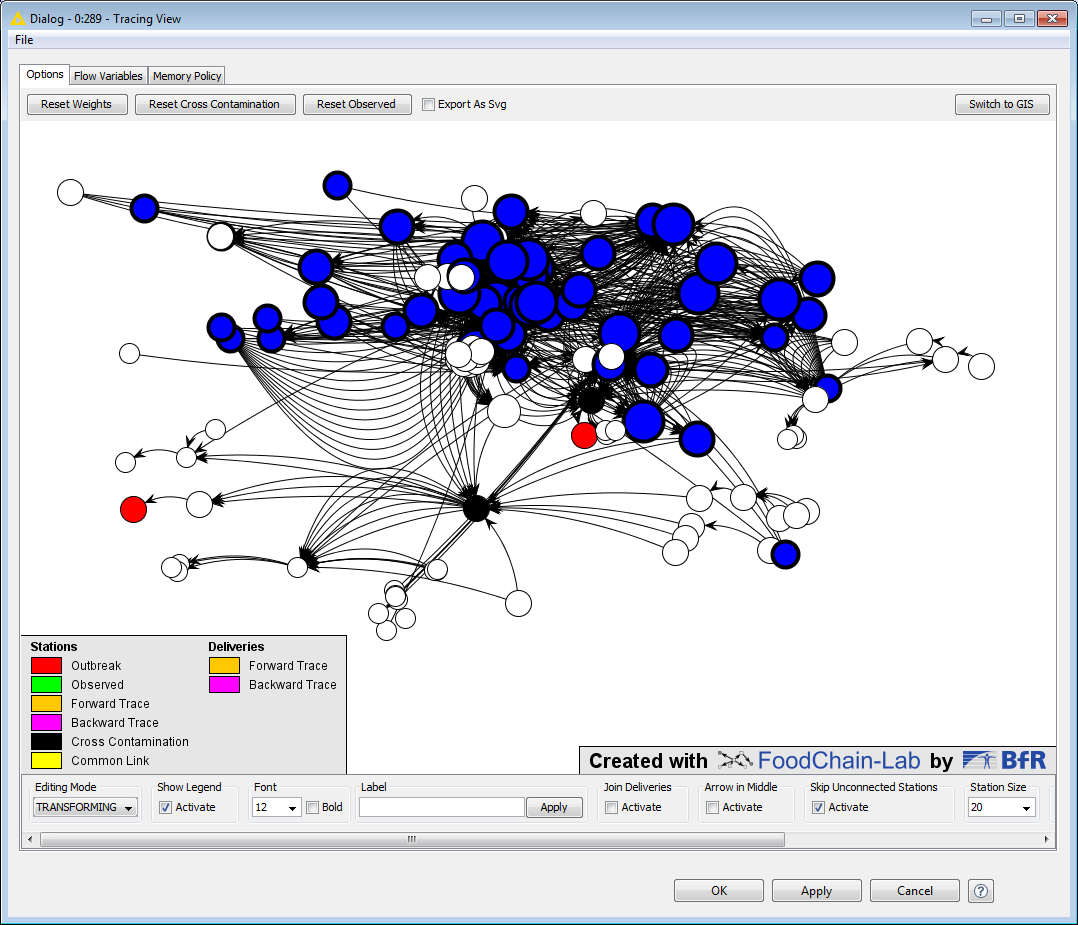 Dialog - 0:289 - Tracing View
File
Options Flow Variables Memory Policy
Reset Weights Reset Cross Contamination Reset Observed Export As Svg Switch to GIS
Stations Deliveries
Outbreak Forward Trace
Observed Backward Trace
Forward Trace
Backward Trace
Cross Contamination
Common Link
Created with FoodChain-Lab by BfR
Editing Mode Show Legend Font Label Join Deliveries Arrow in Middle Skip Unconnected Stations Station Size
TRANSFORMING Activate 12 Bold Apply Activate Activate Activate 20
OK Apply Cancel ?